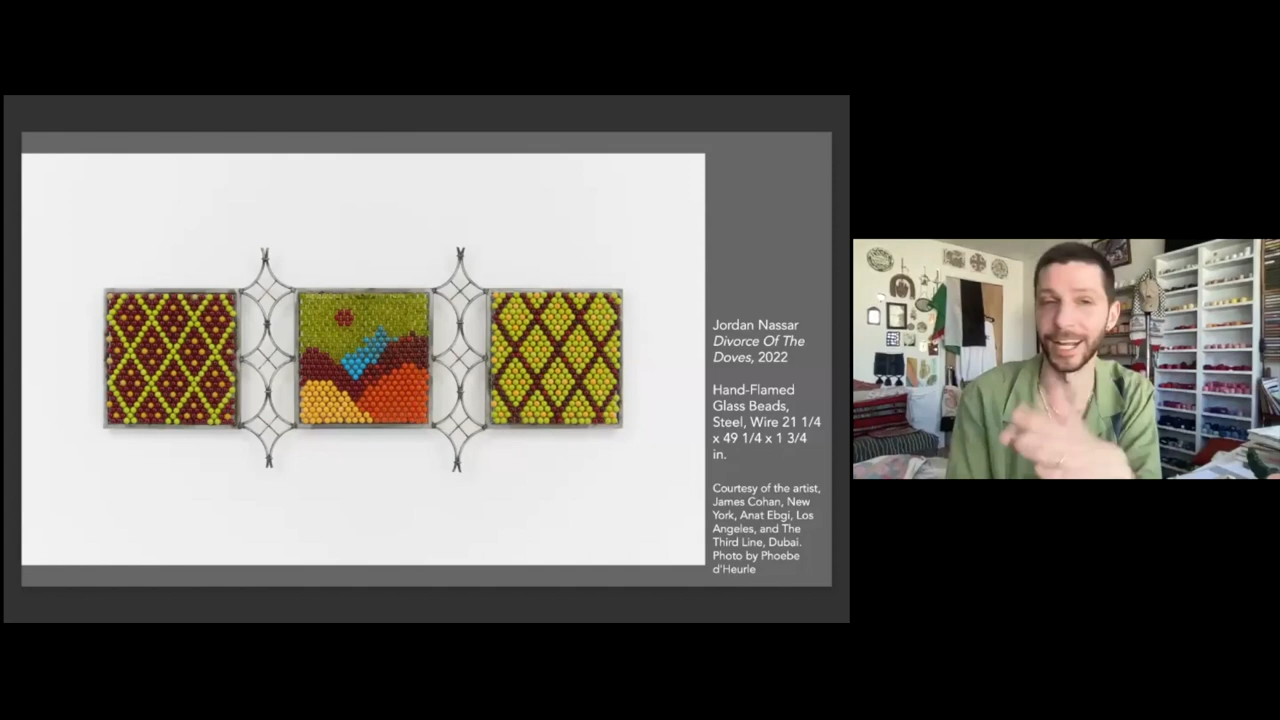 Jordan Nassar
Divorce Of The
Doves, 2022
Hand-Flamed
Glass Beads,
Steel, Wire 21 1/4
x 49 1/4 x 1 3/4
in.
Courtesy of the artist,
James Cohan, New
York, Anat Ebgi, Los
Angeles, and The
Third Line, Dubai.
Photo by Phoebe
d'Heurle